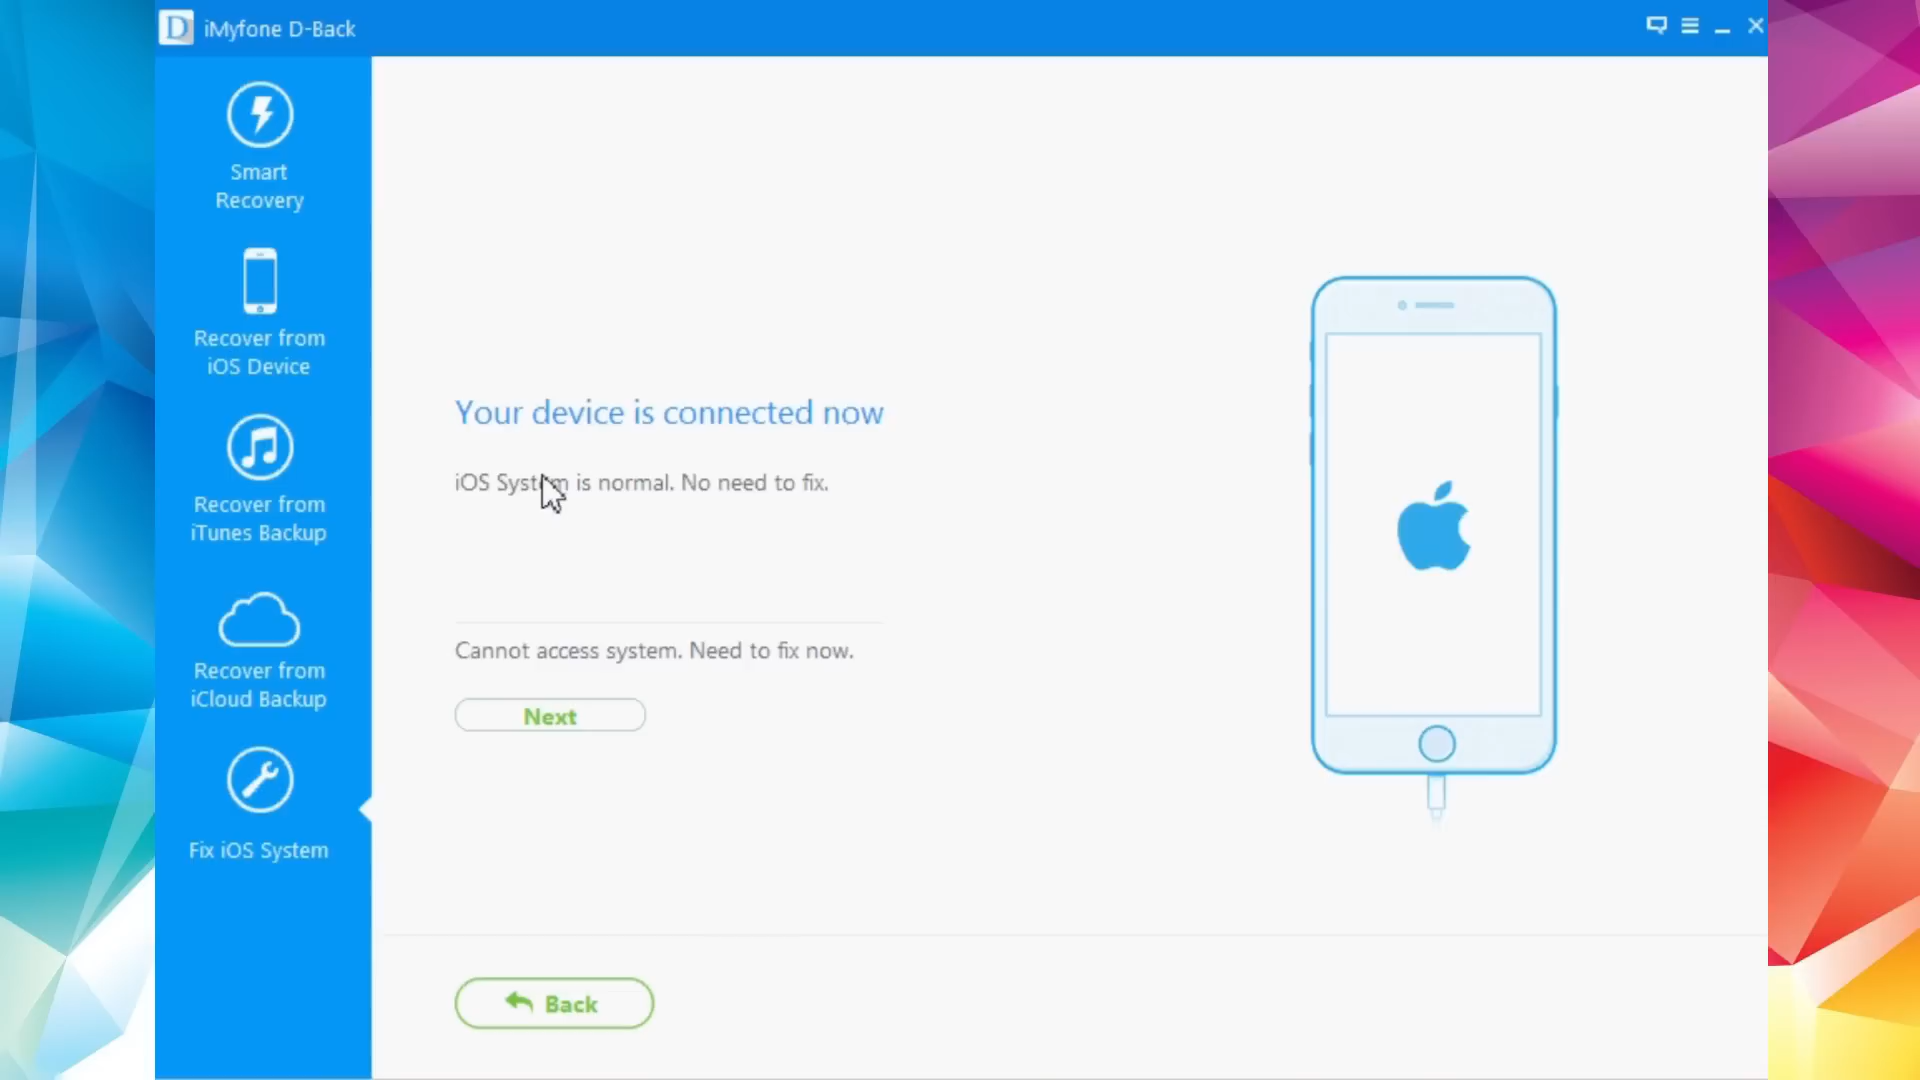 iMyfone D-Back
Smart
Recovery
Recover from
iOS Device
Recover from
iTunes Backup
Recover from
iCloud Backup
Fix iOS System
Your device is connected now
iOS System is normal. No need to fix.
Cannot access system. Need to fix now.
Next
Back